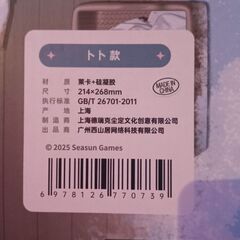 卜卜款
材 质 莱卡+硅凝胶
尺 寸 214×268mm
执行标准 GB/T 26701-2011
产 地 上海
制 造 商 上海德瑞克尘定文化创意有限公司
出 品 商 广州西山居网络科技有限公司
MADE IN CHINA
© 2025 Seasun Games
6 978126 770739